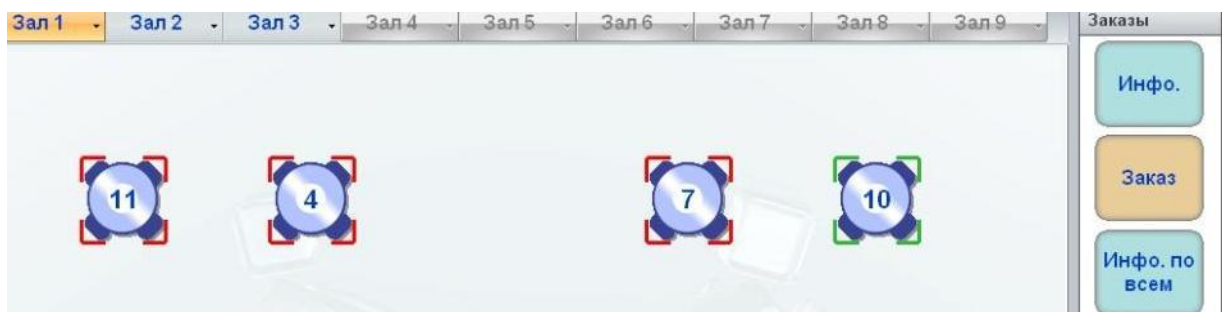 Зал 1 Зал 2 Зал 3 Зал 4 Зал 5 Зал 6 Зал 7 Зал 8 Зал 9
Заказы
Инфо.
Заказ
11 4 7 10
Инфо. по
всем